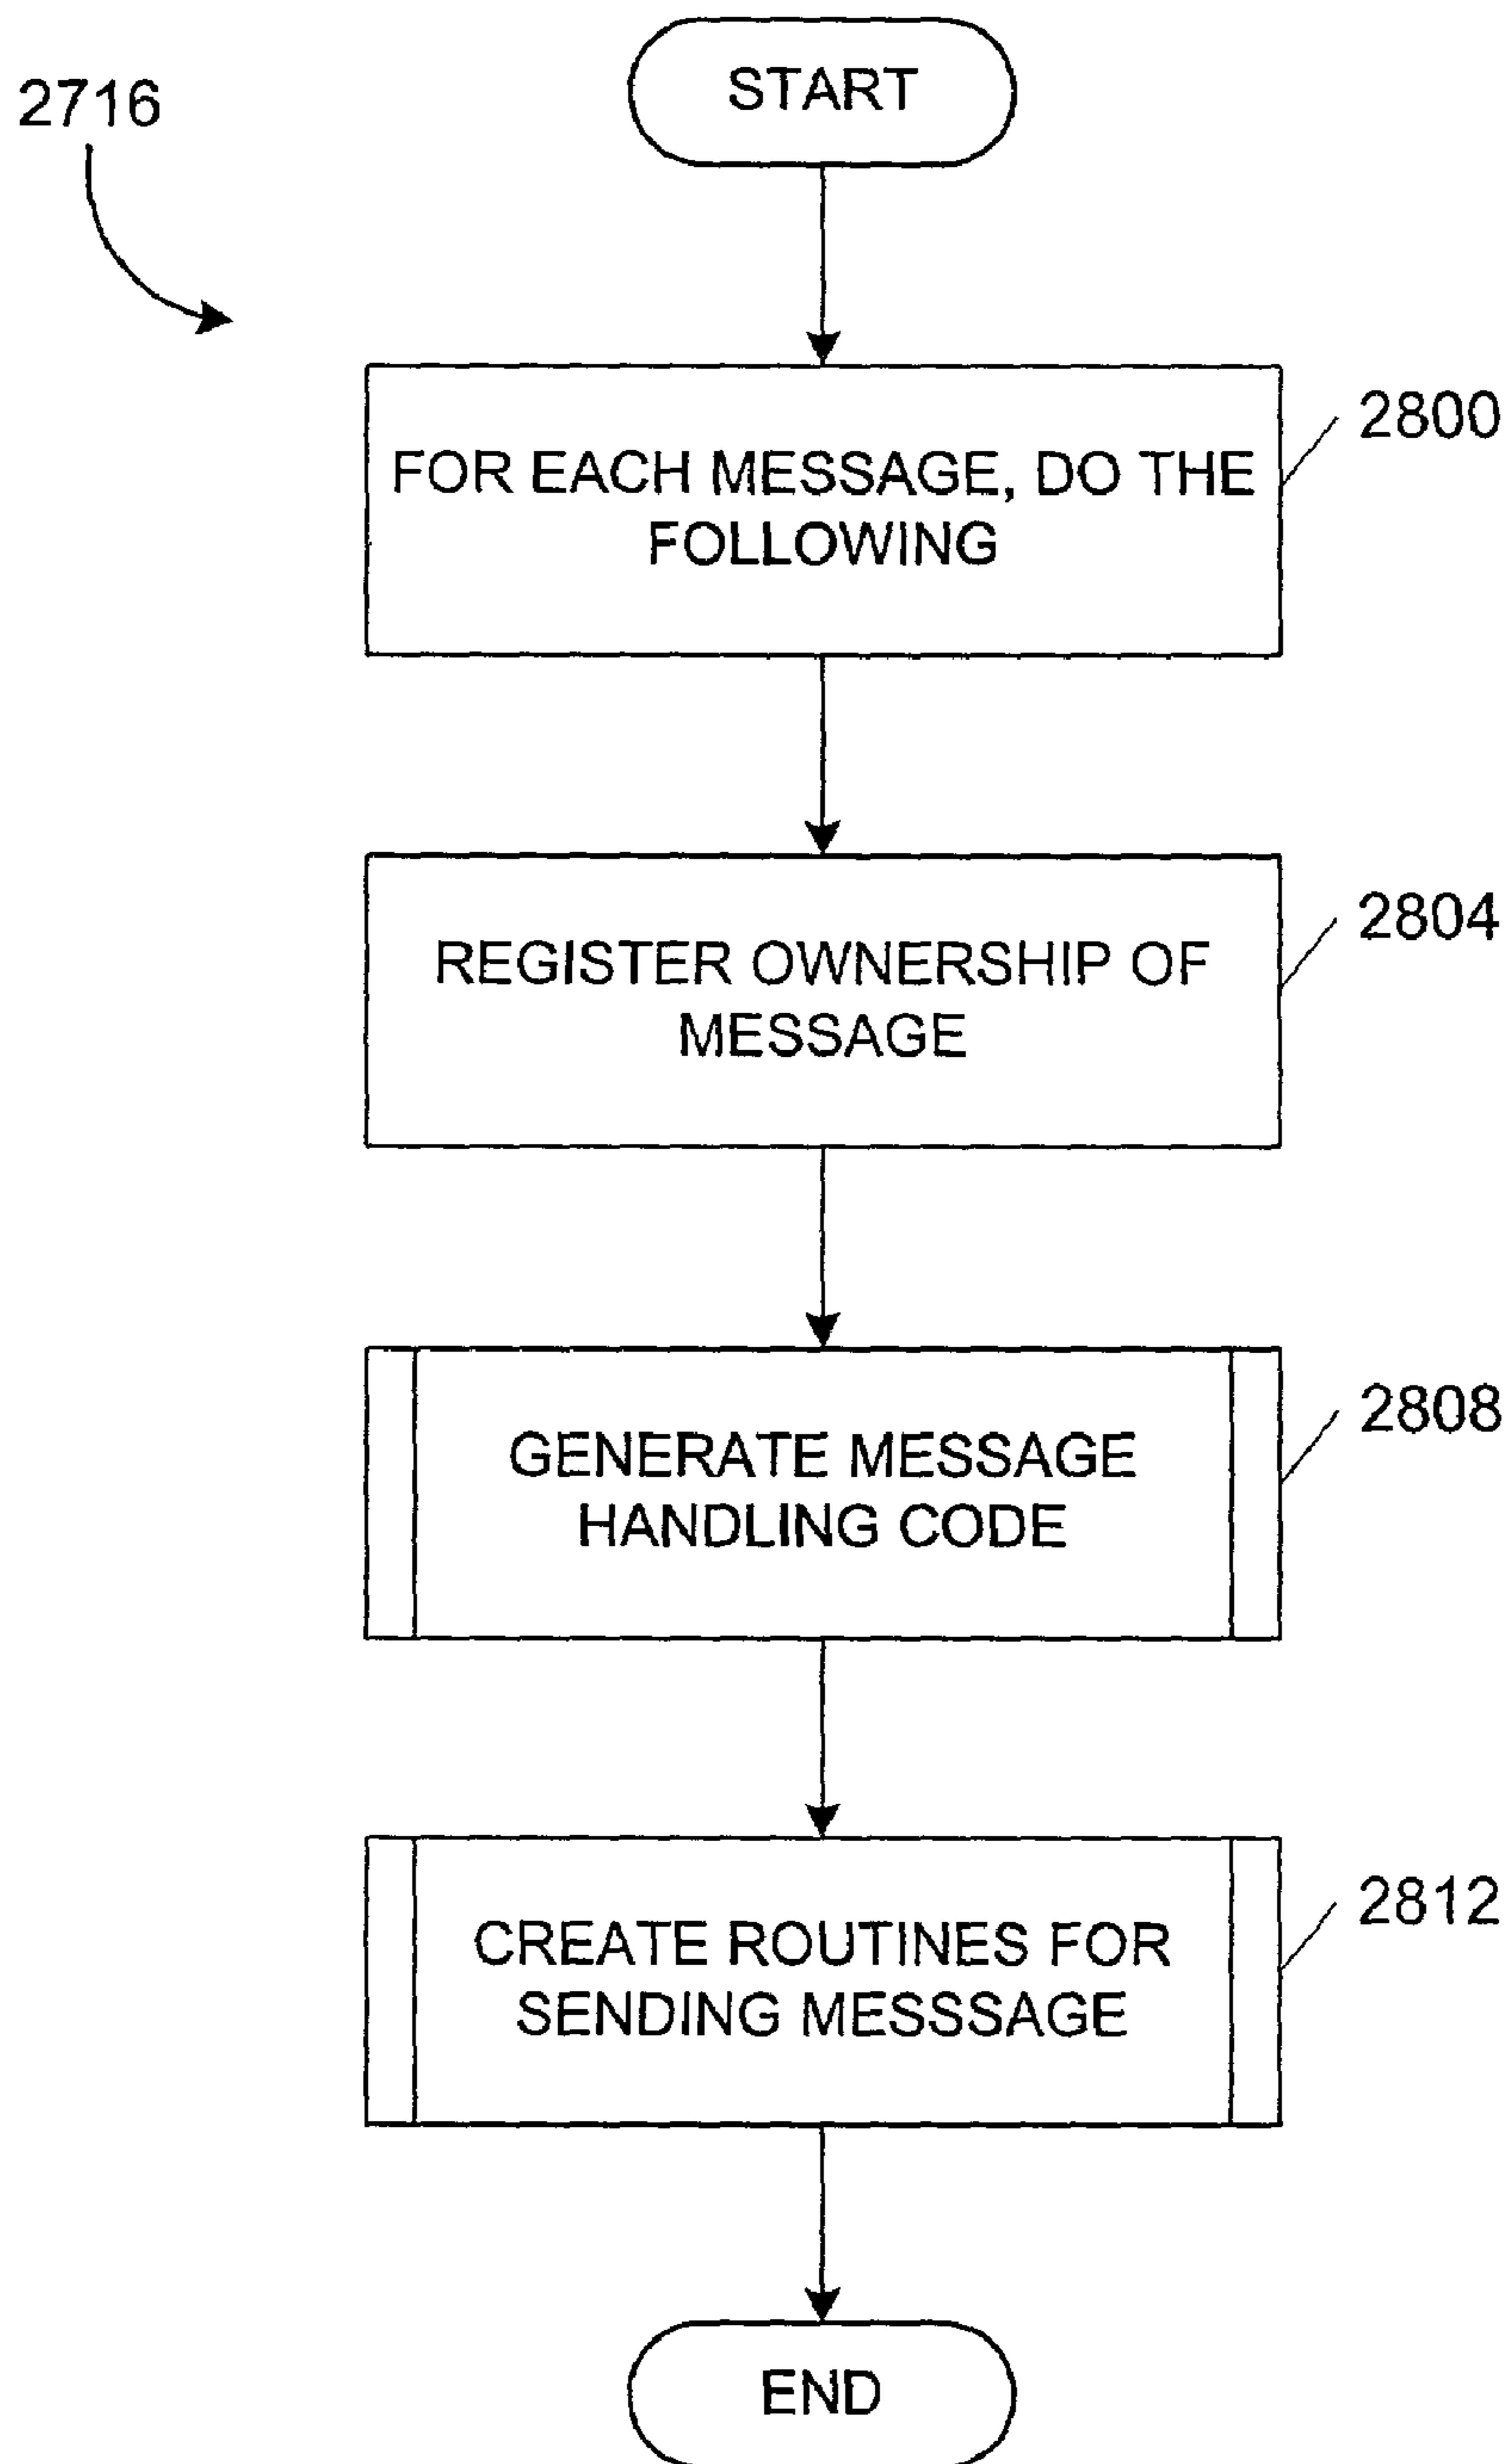 START
2716
FOR EACH MESSAGE, DO THE
FOLLOWING
2800
REGISTER OWNERSHIP OF
MESSAGE
2804
GENERATE MESSAGE
HANDLING CODE
2808
CREATE ROUTINES FOR
SENDING MESSSAGE
2812
END